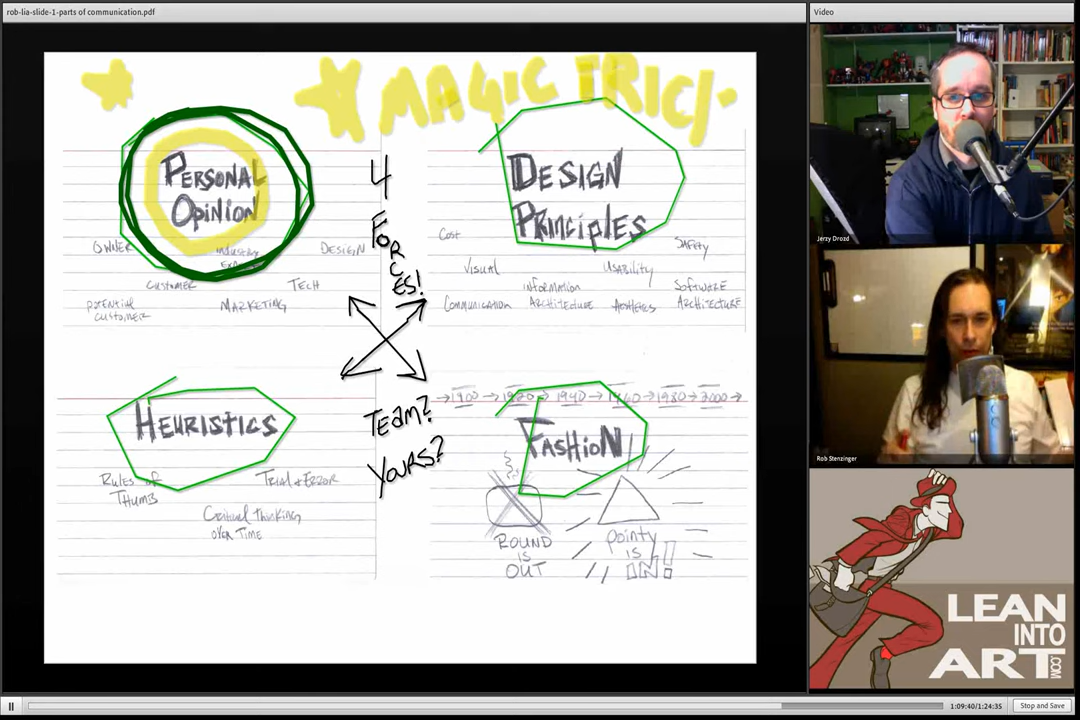 rob-lia-slide-1-parts of communication.pdf
Video
MAGIC TRICK
PERSONAL
OPINION
OWNER
DESIGN
CUSTOMER
TECH
potential
customer
MARKETING
4
FORCES!
DESIGN
PRINCIPLES
Cost
SAFETY
Visual
USABILITY
Information
Software
Communication
ARCHITECTURE
Aesthetics
ARCHITECTURE
HEURISTICS
Rules of
THUMB
Trial & ERROR
Critical Thinking
OVER TIME
TEAM?
YOURS?
→1900→1920→1940→1960→1980→2000→
FASHION
ROUND
IS
OUT
pointy
IS
IN!
Jerzy Drozd
Rob Stenzinger
LEAN
INTO
ART
.COM
1:09:40/1:24:35
Stop and Save